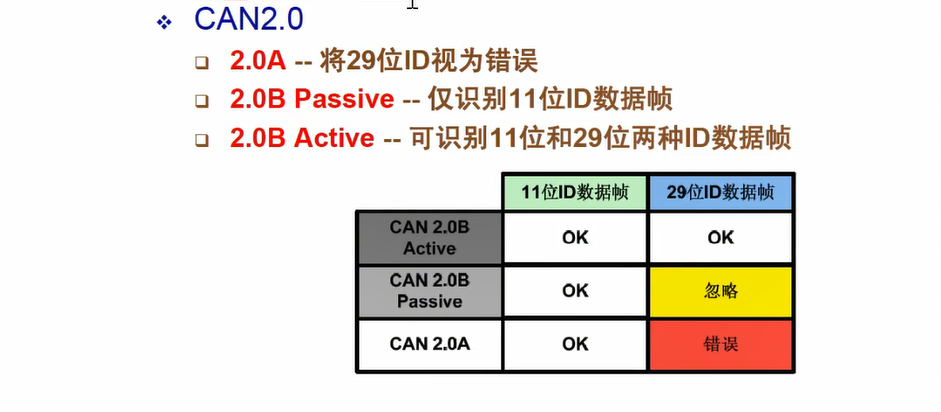 CAN2.0
2.0A -- 将29位ID视为错误
2.0B Passive -- 仅识别11位ID数据帧
2.0B Active -- 可识别11位和29位两种ID数据帧
11位ID数据帧 29位ID数据帧
CAN 2.0B Active OK OK
CAN 2.0B Passive OK 忽略
CAN 2.0A OK 错误